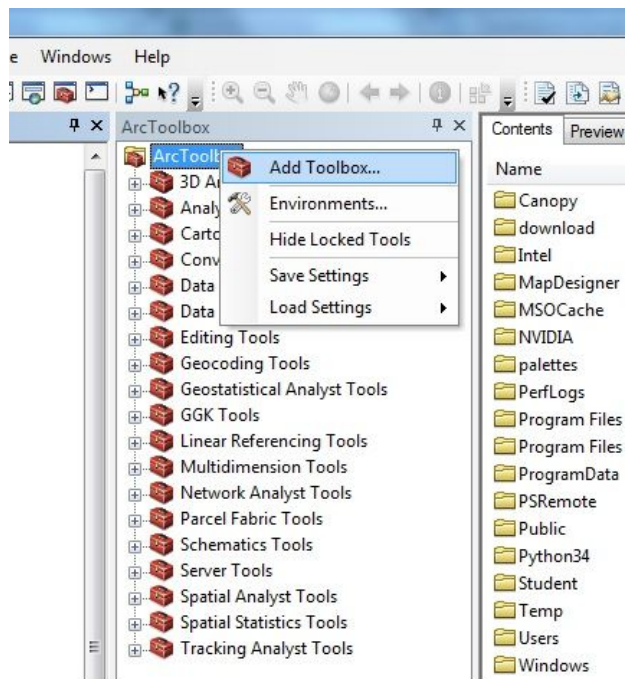 e Windows Help
ArcToolbox
ArcToolb
Add Toolbox...
Environments...
Hide Locked Tools
Save Settings
Load Settings
3D A
Analy
Carto
Conv
Data
Data
Editing Tools
Geocoding Tools
Geostatistical Analyst Tools
GGK Tools
Linear Referencing Tools
Multidimension Tools
Network Analyst Tools
Parcel Fabric Tools
Schematics Tools
Server Tools
Spatial Analyst Tools
Spatial Statistics Tools
Tracking Analyst Tools
Contents Preview
Name
Canopy
download
Intel
MapDesigner
MSOCache
NVIDIA
palettes
PerfLogs
Program Files
Program Files
ProgramData
PSRemote
Public
Python34
Student
Temp
Users
Windows